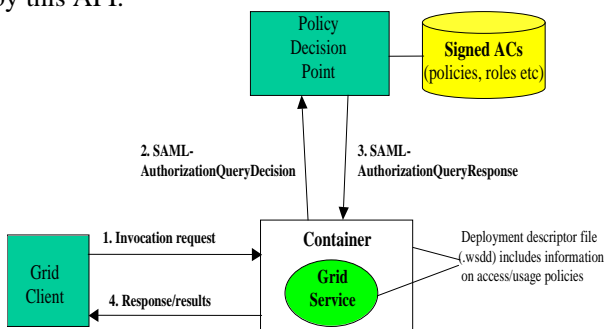 by this API.
Policy
Decision
Point
Signed ACs
(policies, roles etc)
2. SAML-
AuthorizationQueryDecision
3. SAML-
AuthorizationQueryResponse
1. Invocation request
Container
Deployment descriptor file
(.wsdd) includes information
on access/usage policies
Grid
Client
Grid
Service
4. Response/results